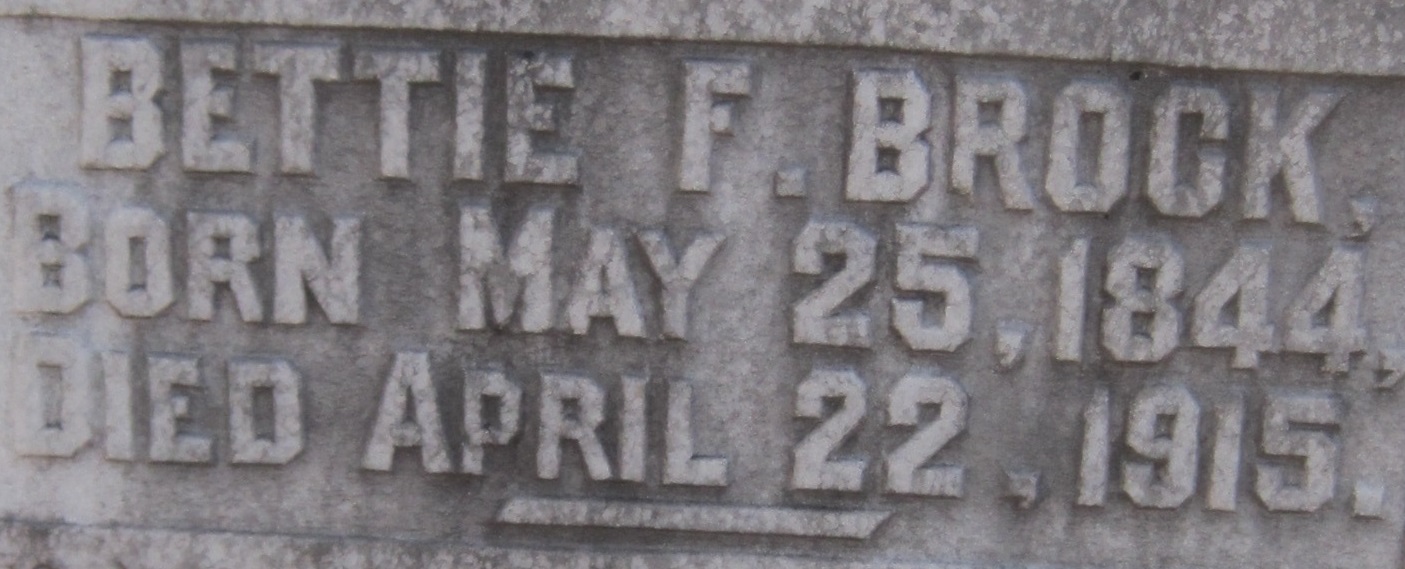 BETTIE F. BROCK,
BORN MAY 25, 1844,
DIED APRIL 22, 1915.